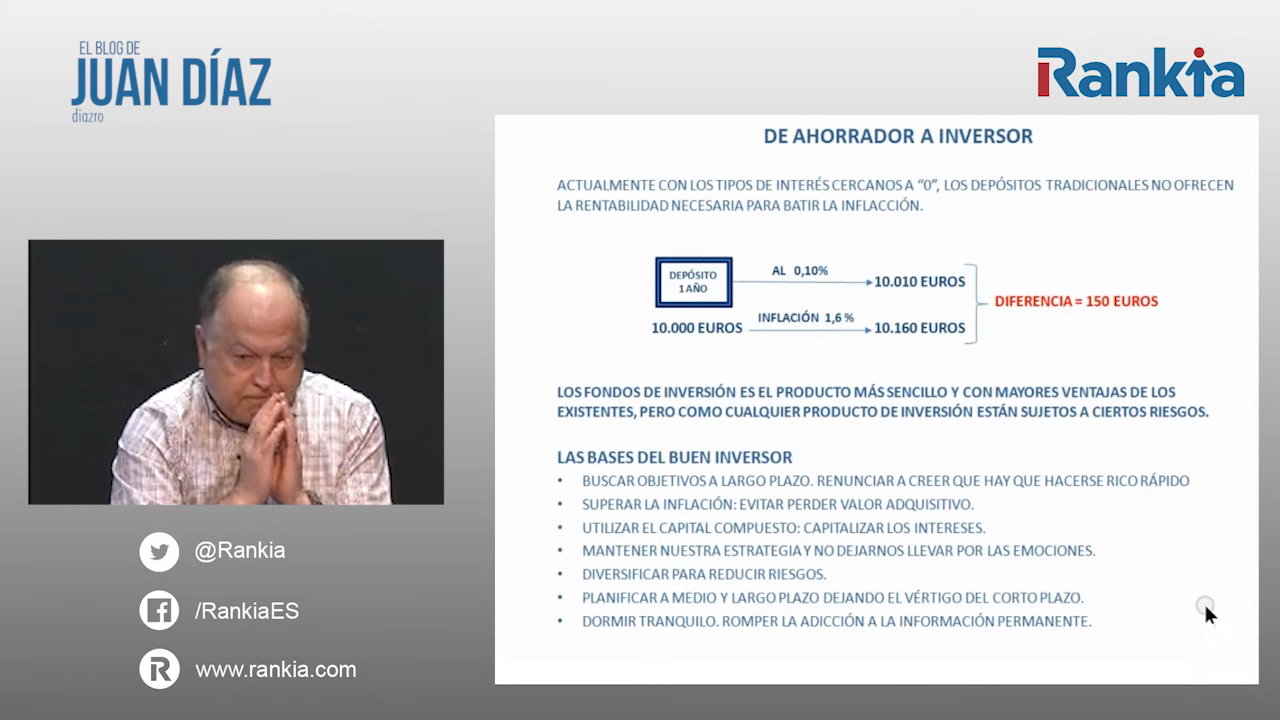 EL BLOG DE
JUAN DÍAZ
diazro
Rankia
DE AHORRADOR A INVERSOR
ACTUALMENTE CON LOS TIPOS DE INTERÉS CERCANOS A “0”, LOS DEPÓSITOS TRADICIONALES NO OFRECEN
LA RENTABILIDAD NECESARIA PARA BATIR LA INFLACCIÓN.
DEPÓSITO
1 AÑO
AL 0,10%
10.010 EUROS
DIFERENCIA = 150 EUROS
10.000 EUROS
INFLACIÓN 1,6 %
10.160 EUROS
LOS FONDOS DE INVERSIÓN ES EL PRODUCTO MÁS SENCILLO Y CON MAYORES VENTAJAS DE LOS
EXISTENTES, PERO COMO CUALQUIER PRODUCTO DE INVERSIÓN ESTÁN SUJETOS A CIERTOS RIESGOS.
LAS BASES DEL BUEN INVERSOR
• BUSCAR OBJETIVOS A LARGO PLAZO. RENUNCIAR A CREER QUE HAY QUE HACERSE RICO RÁPIDO
• SUPERAR LA INFLACIÓN: EVITAR PERDER VALOR ADQUISITIVO.
• UTILIZAR EL CAPITAL COMPUESTO: CAPITALIZAR LOS INTERESES.
• MANTENER NUESTRA ESTRATEGIA Y NO DEJARNOS LLEVAR POR LAS EMOCIONES.
• DIVERSIFICAR PARA REDUCIR RIESGOS.
• PLANIFICAR A MEDIO Y LARGO PLAZO DEJANDO EL VÉRTIGO DEL CORTO PLAZO.
• DORMIR TRANQUILO. ROMPER LA ADICCIÓN A LA INFORMACIÓN PERMANENTE.
@Rankia
/RankiaES
www.rankia.com